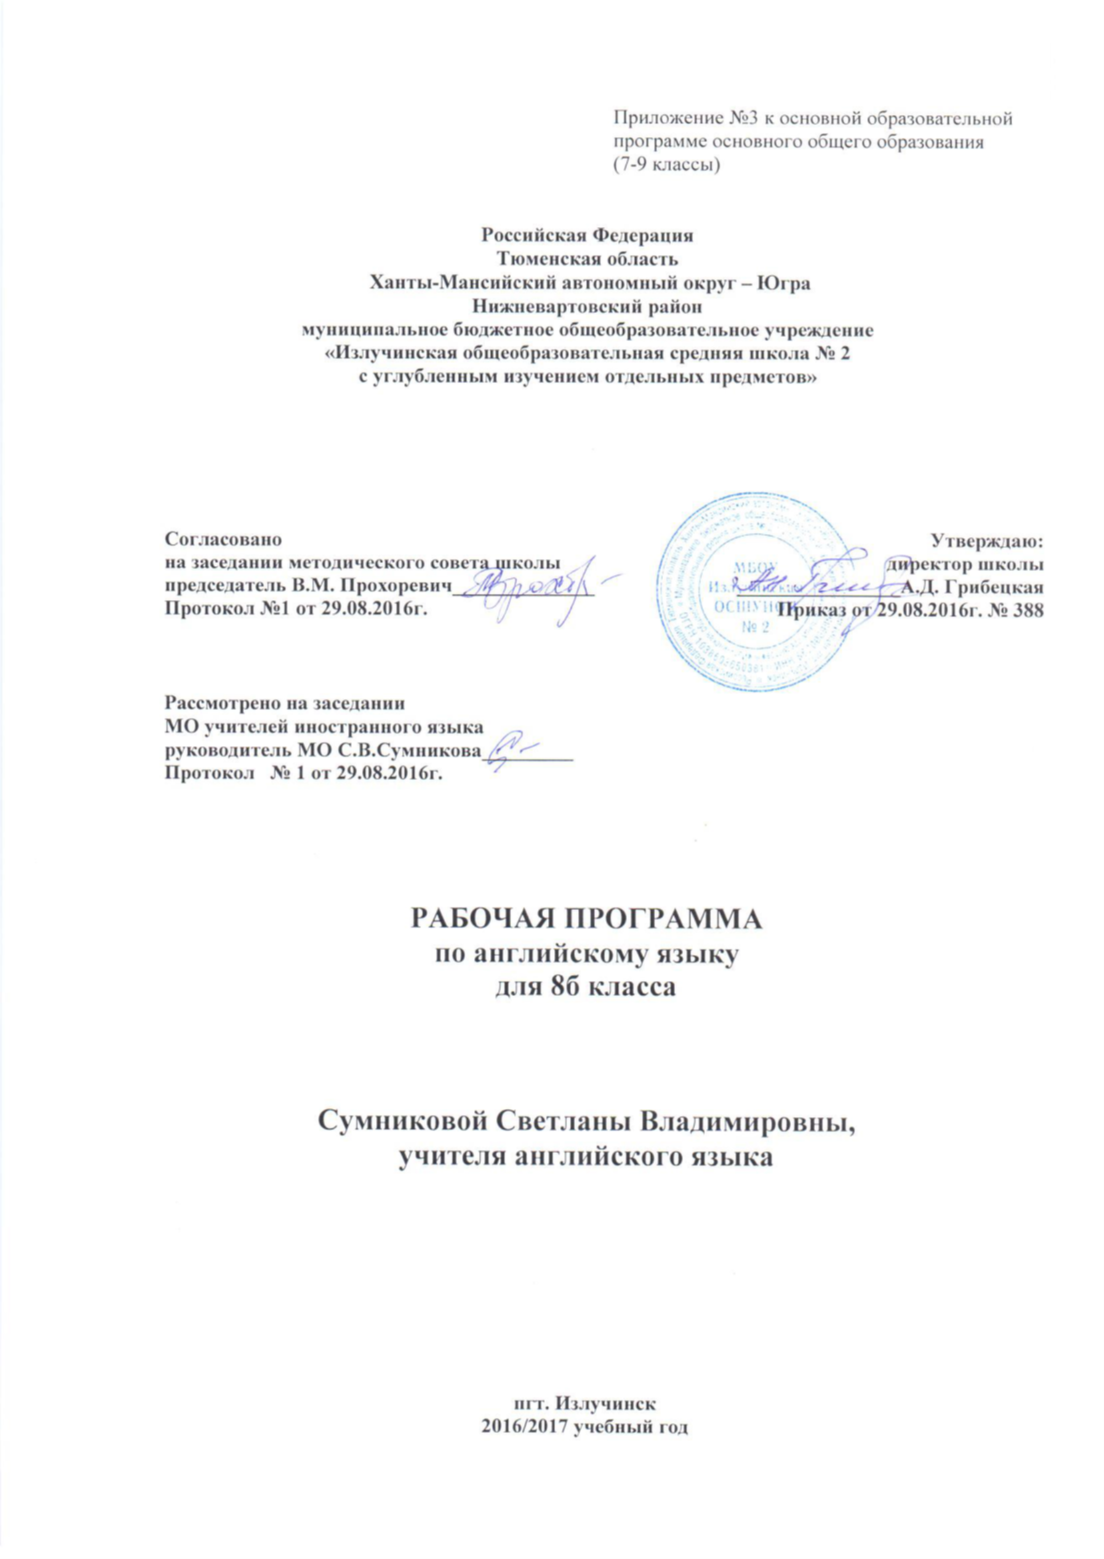 Приложение №3 к основной образовательной
программе основного общего образования
(7-9 классы)
Российская Федерация
Тюменская область
Ханты-Мансийский автономный округ – Югра
Нижневартовский район
муниципальное бюджетное общеобразовательное учреждение
«Излучинская общеобразовательная средняя школа № 2
с углубленным изучением отдельных предметов»
Согласовано
на заседании методического совета школы
председатель В.М. Прохоревич
Протокол №1 от 29.08.2016г.
Утверждаю:
директор школы
А.Д. Грибецкая
Приказ от 29.08.2016г. № 388
МБОУ
ОСШУИОП
№ 2
Рассмотрено на заседании
МО учителей иностранного языка
руководитель МО С.В.Сумникова
Протокол № 1 от 29.08.2016г.
РАБОЧАЯ ПРОГРАММА
по английскому языку
для 8б класса
Сумниковой Светланы Владимировны,
учителя английского языка
пгт. Излучинск
2016/2017 учебный год